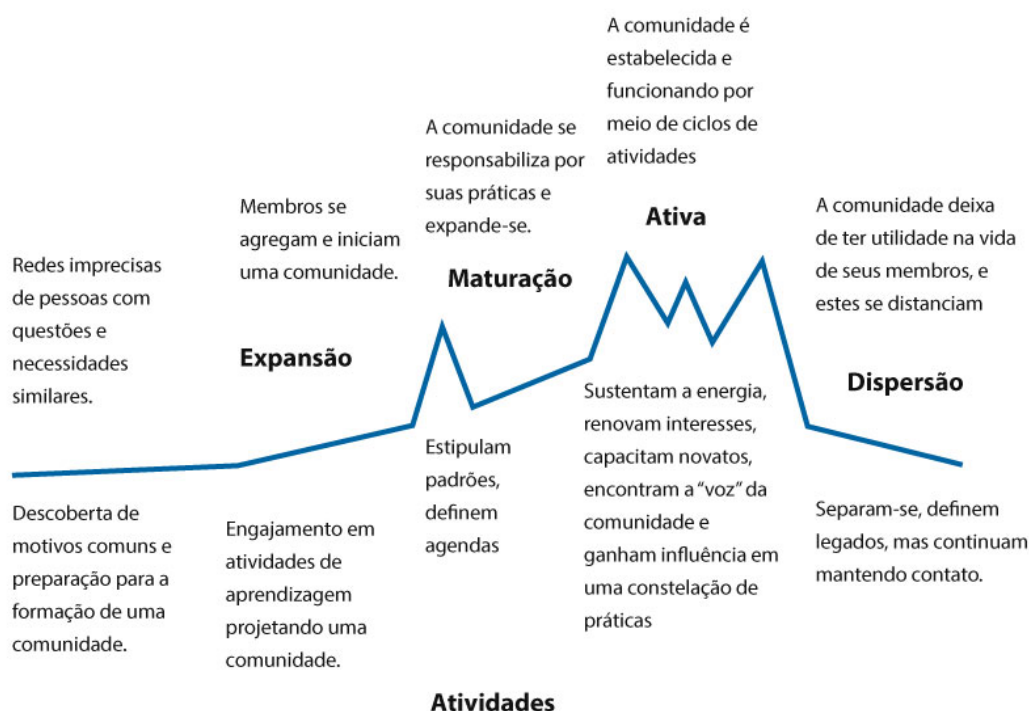 Redes imprecisas
de pessoas com
questões e
necessidades
similares.
Descoberta de
motivos comuns e
preparação para a
formação de uma
comunidade.
Membros se
agregam e iniciam
uma comunidade.
Expansão
Engajamento em
atividades de
aprendizagem
projetando uma
comunidade.
A comunidade se
responsabiliza por
suas práticas e
expande-se.
Maturação
Estipulam
padrões,
definem
agendas
A comunidade é
estabelecida e
funcionando por
meio de ciclos de
atividades
Ativa
Sustentam a energia,
renovam interesses,
capacitam novatos,
encontram a “voz” da
comunidade e
ganham influência em
uma constelação de
práticas
A comunidade deixa
de ter utilidade na vida
de seus membros, e
estes se distanciam
Dispersão
Separam-se, definem
legados, mas continuam
mantendo contato.
Atividades